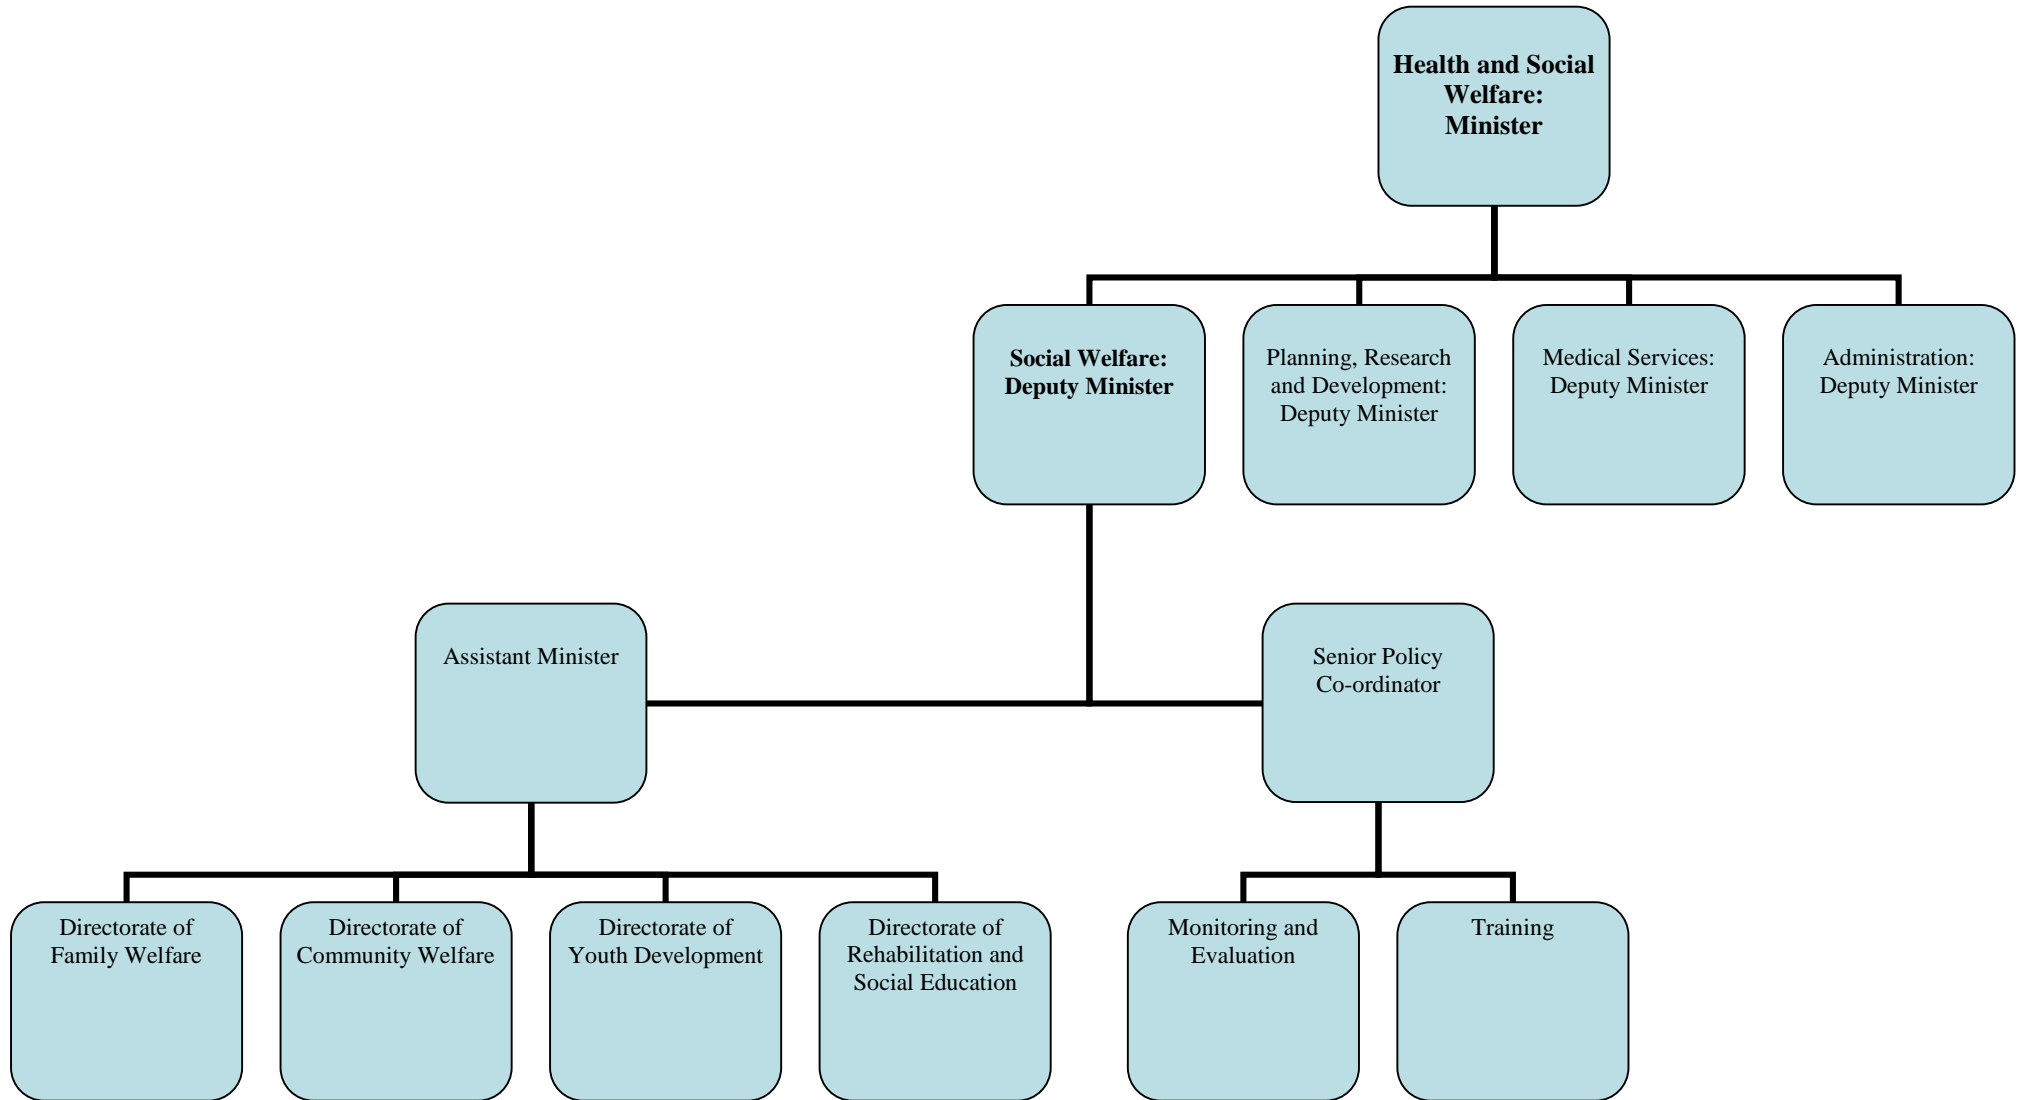 Health and Social
Welfare:
Minister
Social Welfare:
Deputy Minister
Planning, Research
and Development:
Deputy Minister
Medical Services:
Deputy Minister
Administration:
Deputy Minister
Assistant Minister
Senior Policy
Co-ordinator
Directorate of
Family Welfare
Directorate of
Community Welfare
Directorate of
Youth Development
Directorate of
Rehabilitation and
Social Education
Monitoring and
Evaluation
Training